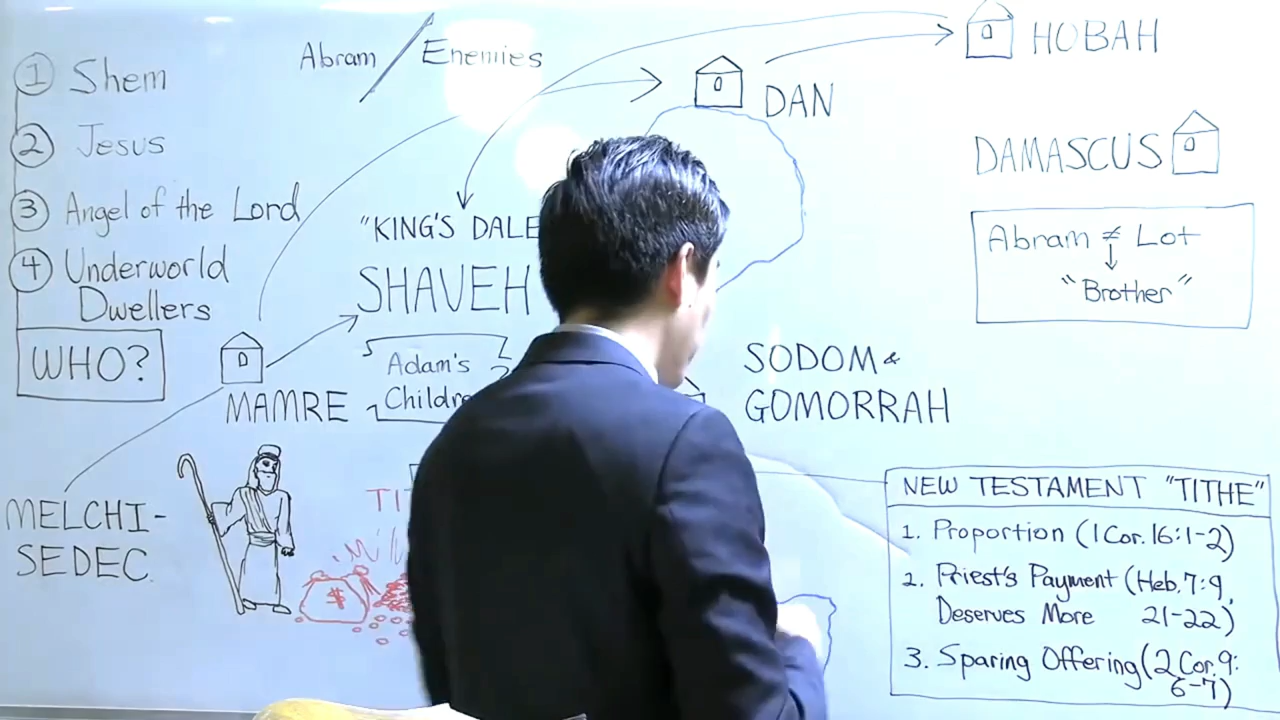 1 Shem
2 Jesus
3 Angel of the Lord
4 Underworld
Dwellers
WHO?
Abram / Enemies
HOBAH
DAN
DAMASCUS
Abram ≠ Lot
"Brother"
"KING'S DALE
SHAVEH
Adam's
MAMRE
SODOM &
GOMORRAH
MELCHI-
SEDEC.
$
NEW TESTAMENT "TITHE"
1. Proportion (1 Cor. 16:1-2)
2. Priest's Payment (Heb. 7:9,
Deserves More 21-22)
3. Sparing Offering (2 Cor. 9:
6-7)